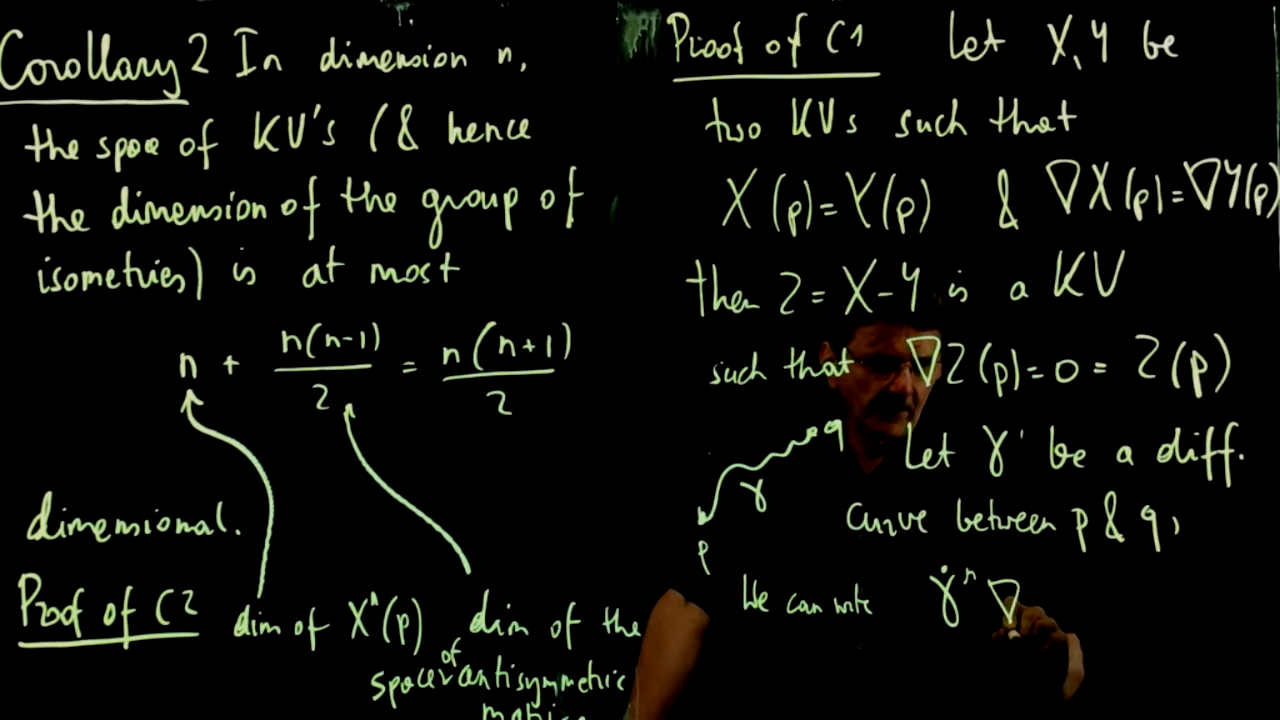 Corollary 2 In dimension n,
the space of KV's (& hence
the dimension of the group of
isometries) is at most
n + n(n-1)/2 = n(n+1)/2
dimensional.
Proof of C2 dim of Xⁿ(p) dim of the
space of antisymmetric
Proof of C1 Let X, Y be
two KVs such that
X(p)=Y(p) & ∇X(p)=∇Y(p)
then Z = X-Y is a KV
such that ∇Z(p)=0=Z(p)
q
γ
p
Let γ be a diff.
curve between p & q,
We can write γ̇ⁿ ∇